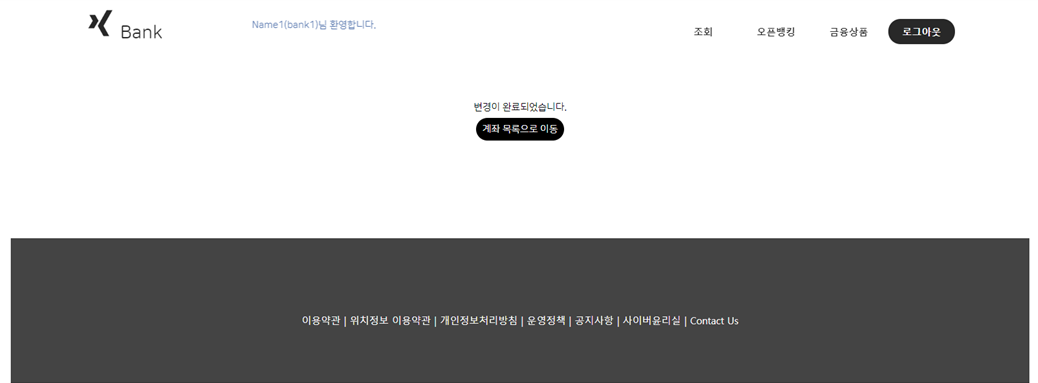 Bank
Name1(bank1)님 환영합니다.
조회 오픈뱅킹 금융상품 로그아웃
변경이 완료되었습니다.
계좌 목록으로 이동
이용약관 | 위치정보 이용약관 | 개인정보처리방침 | 운영정책 | 공지사항 | 사이버윤리실 | Contact Us